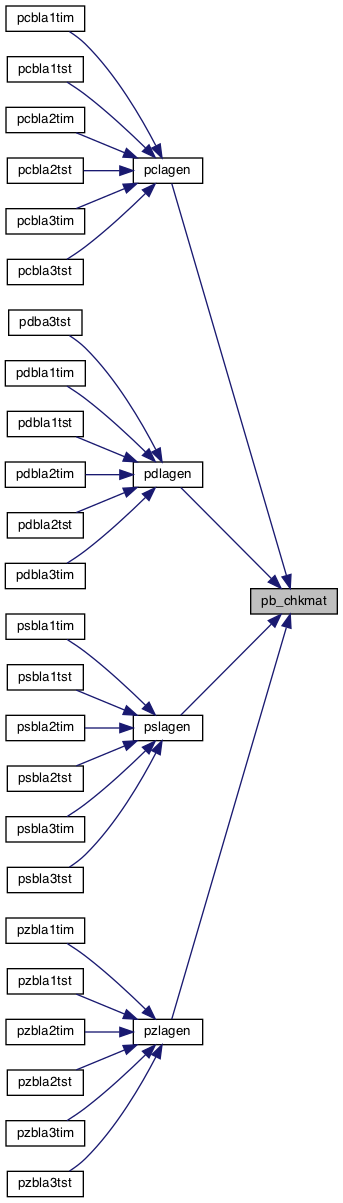 pcbla1tim
pcbla1tst
pcbla2tim
pcbla2tst
pclagen
pcbla3tim
pcbla3tst
pdba3tst
pdbla1tim
pdbla1tst
pdbla2tim
pdlagen
pdbla2tst
pdbla3tim
pb_chkmat
psbla1tim
psbla1tst
psbla2tim
pslagen
psbla2tst
psbla3tim
psbla3tst
pzbla1tim
pzbla1tst
pzbla2tim
pzlagen
pzbla2tst
pzbla3tim
pzbla3tst